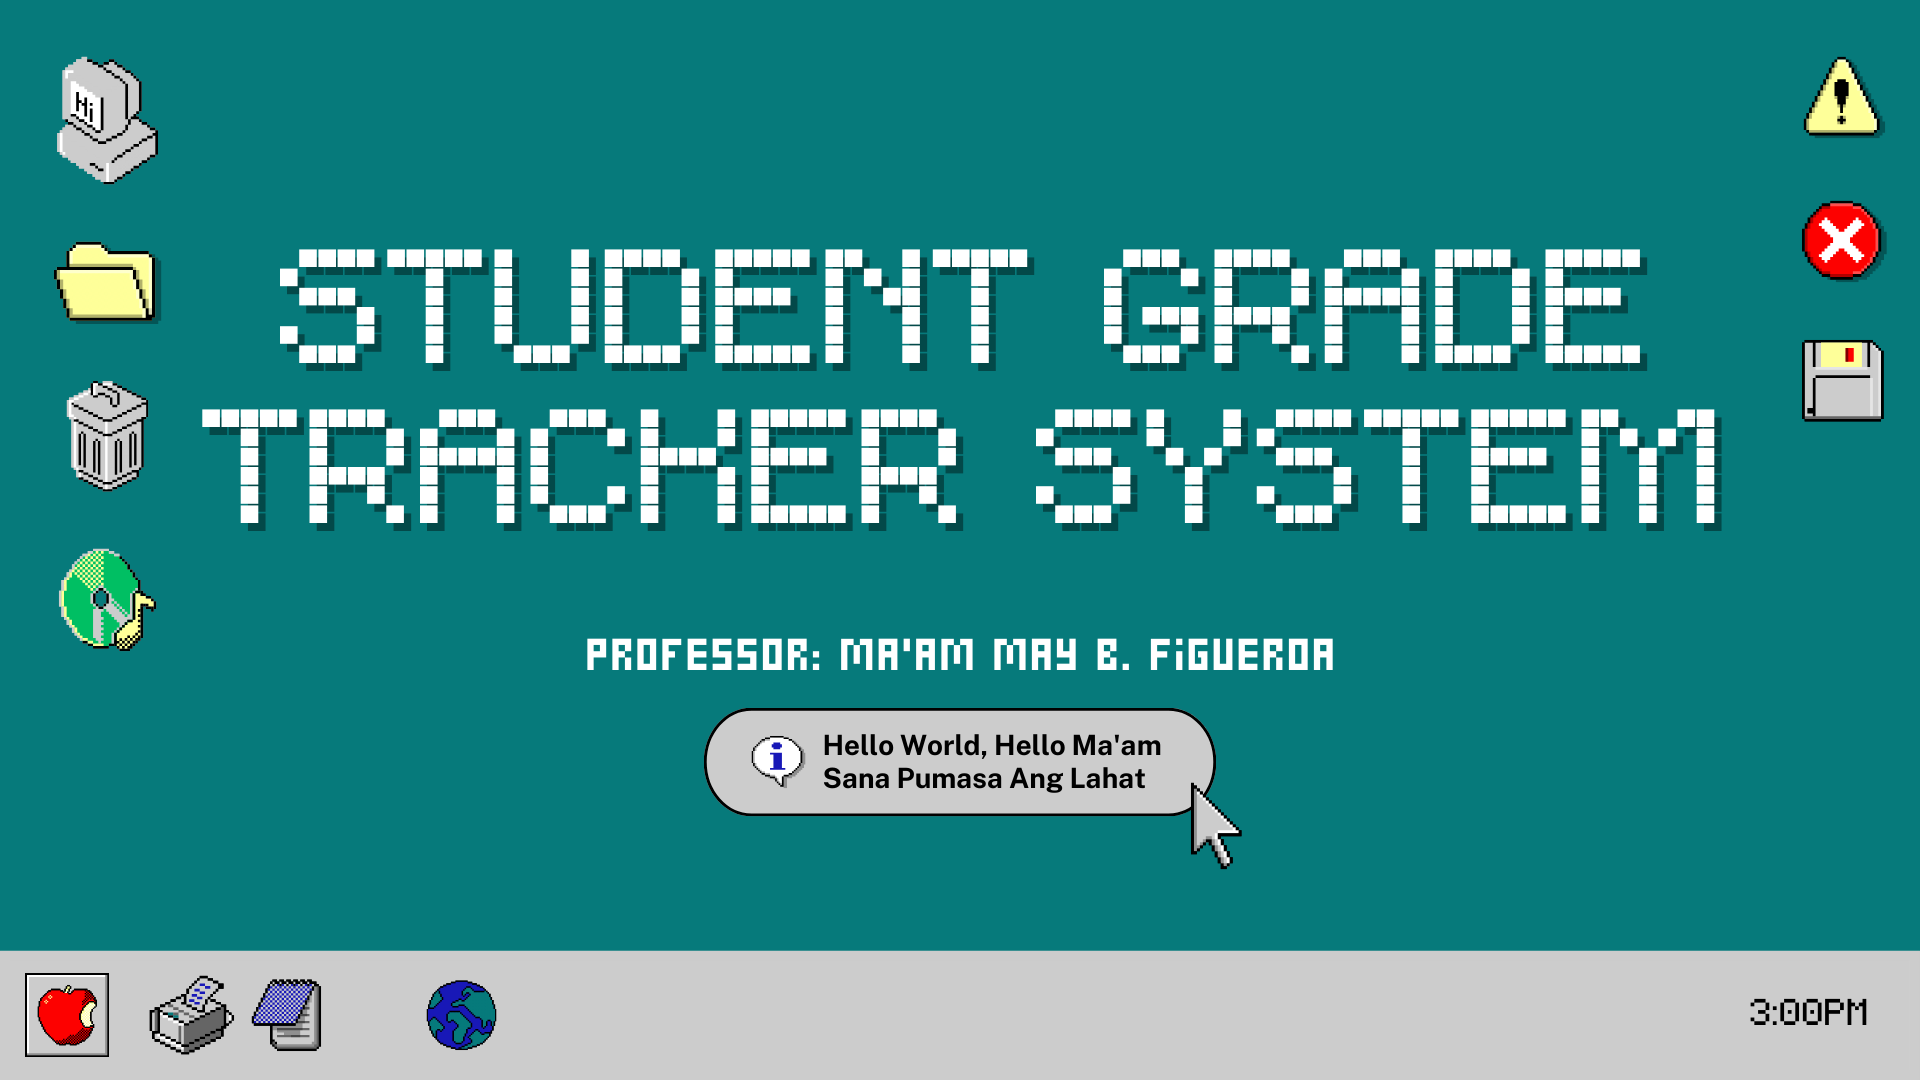 Hi
STUDENT GRADE
TRACKER SYSTEM
PROFESSOR: MA'AM MAY B. FiGUEROA
Hello World, Hello Ma'am
Sana Pumasa Ang Lahat
3:00PM